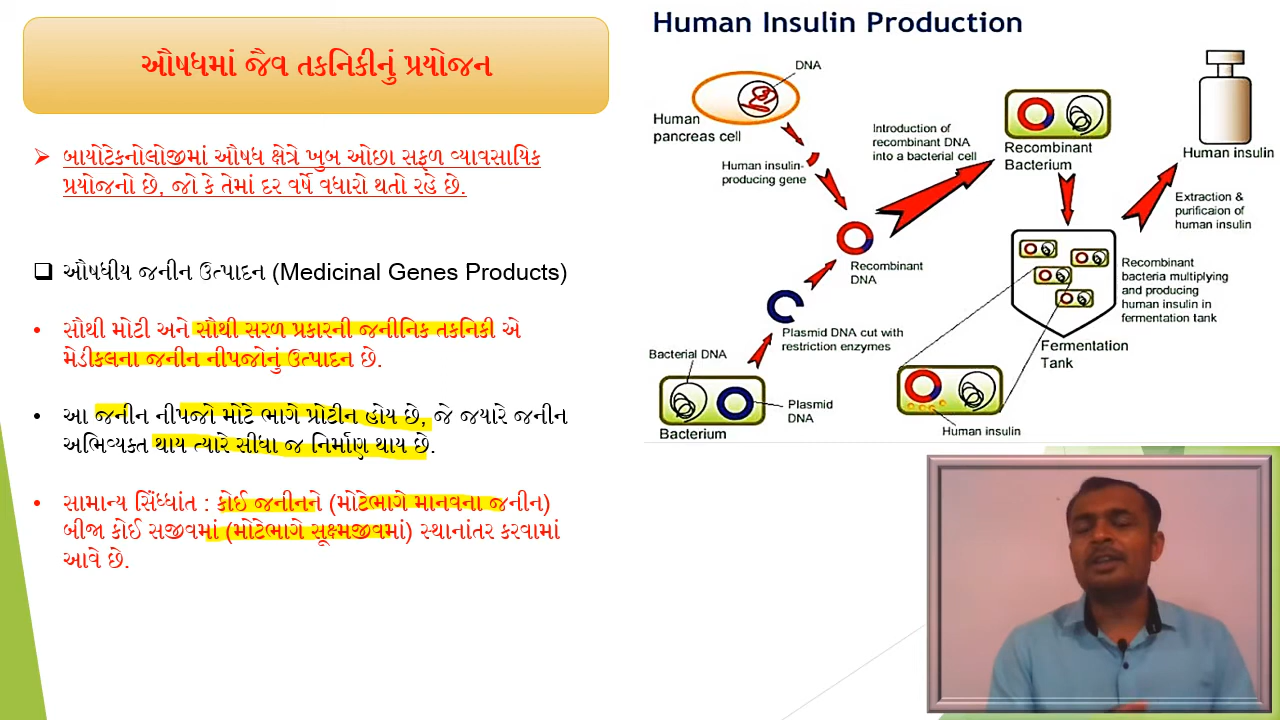 ઔષધમાં જૈવ તકનિકીનું પ્રયોજન
બાયોટેકનોલોજીમાં ઔષધ ક્ષેત્રે ખુબ ઓછા સફળ વ્યાવસાયિક
પ્રયોજનો છે, જો કે તેમાં દર વર્ષે વધારો થતો રહે છે.
ઔષધીય જનીન ઉત્પાદન (Medicinal Genes Products)
સૌથી મોટી અને સૌથી સરળ પ્રકારની જનીનિક તકનિકી એ
મેડીકલના જનીન નીપજોનું ઉત્પાદન છે.
આ જનીન નીપજો મોટે ભાગે પ્રોટીન હોય છે, જે જયારે જનીન
અભિવ્યક્ત થાય ત્યારે સીધા જ નિર્માણ થાય છે.
સામાન્ય સિંધ્ધાંત : કોઈ જનીનને (મોટેભાગે માનવના જનીન)
બીજા કોઈ સજીવમાં (મોટેભાગે સૂક્ષ્મજીવમાં) સ્થાનાંતર કરવામાં
આવે છે.
Human Insulin Production
DNA
Human
pancreas cell
Human insulin-
producing gene
Introduction of
recombinant DNA
into a bacterial cell
Recombinant
Bacterium
Human insulin
Extraction &
purificaion of
human insulin
Recombinant
DNA
Plasmid DNA cut with
restriction enzymes
Bacterial DNA
Plasmid
DNA
Bacterium
Recombinant
bacteria multiplying
and producing
human insulin in
fermentation tank
Fermentation
Tank
Human insulin